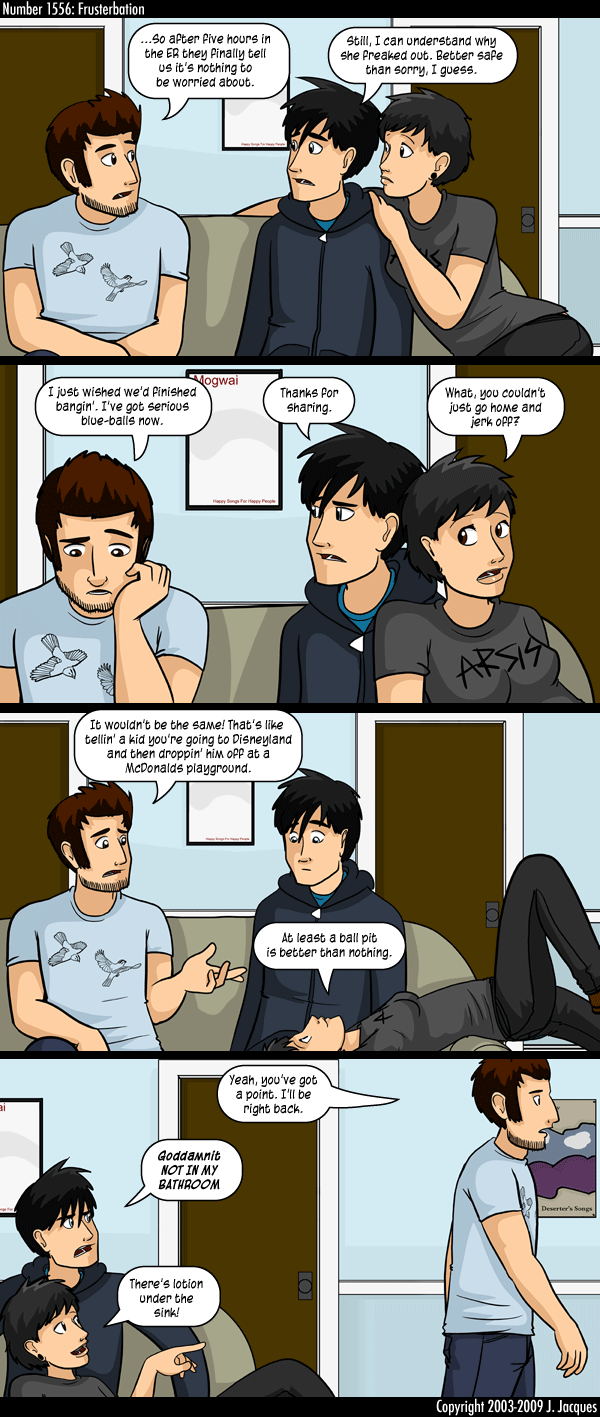 Number 1556: Frusterbation
...So after five hours in
the ER they finally tell
us it's nothing to
be worried about.
Still, I can understand why
she freaked out. Better safe
than sorry, I guess.
Happy Songs For Happy People
I just wished we'd finished
bangin'. I've got serious
blue-balls now.
Thanks for
sharing.
What, you couldn't
just go home and
jerk off?
Mogwai
Happy Songs For Happy People
ARSIS
It wouldn't be the same! That's like
tellin' a kid you're going to Disneyland
and then droppin' him off at a
McDonalds playground.
Happy Songs For Happy People
At least a ball pit
is better than nothing.
Yeah, you've got
a point. I'll be
right back.
Goddamnit
NOT IN MY
BATHROOM
There's lotion
under the
sink!
Deserter's Songs
Copyright 2003-2009 J. Jacques